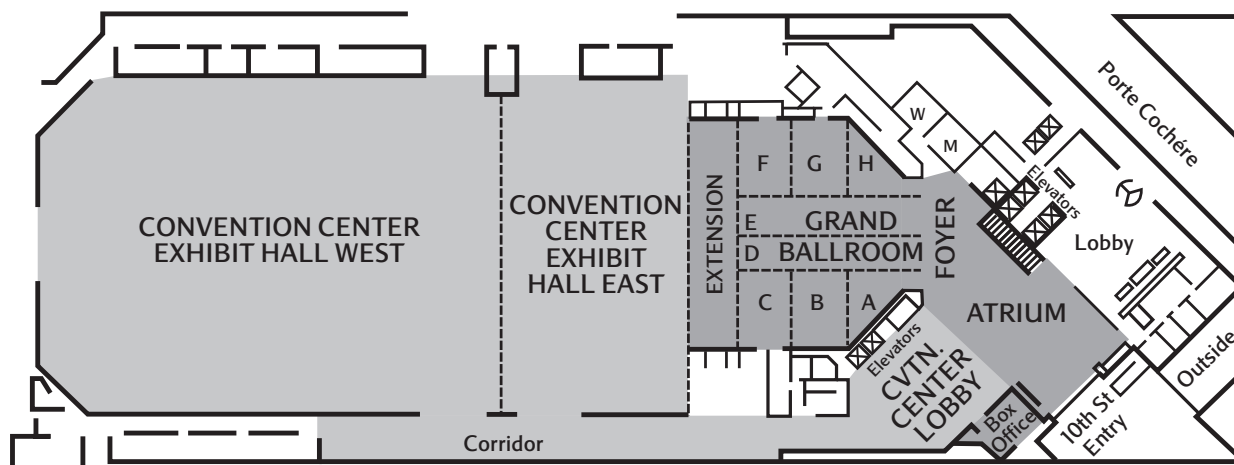 CONVENTION CENTER
EXHIBIT HALL WEST
CONVENTION
CENTER
EXHIBIT
HALL EAST
EXTENSION
F
G
H
E
GRAND
D
BALLROOM
C
B
A
FOYER
ATRIUM
W
M
Elevators
Lobby
Porte Cochére
Elevators
CVTN.
CENTER
LOBBY
Box
Office
10th St
Entry
Outside
Corridor